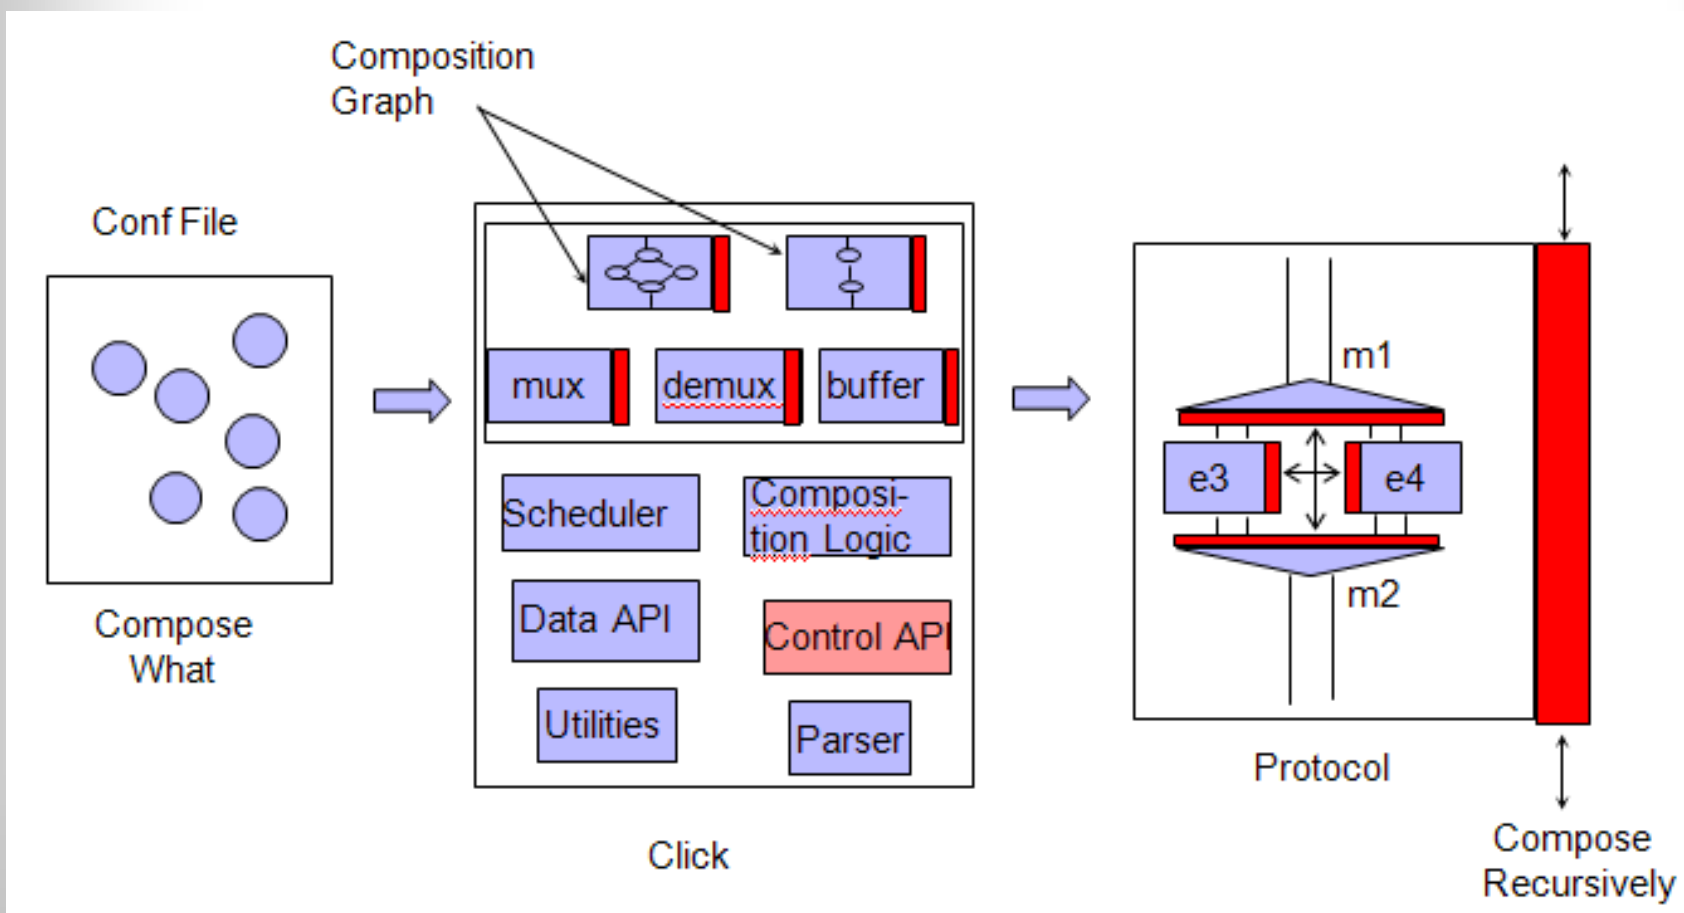 Composition
Graph
Conf File
Compose
What
mux
demux
buffer
Scheduler
Composi-
tion Logic
Data API
Control API
Utilities
Parser
Click
m1
e3
e4
m2
Protocol
Compose
Recursively